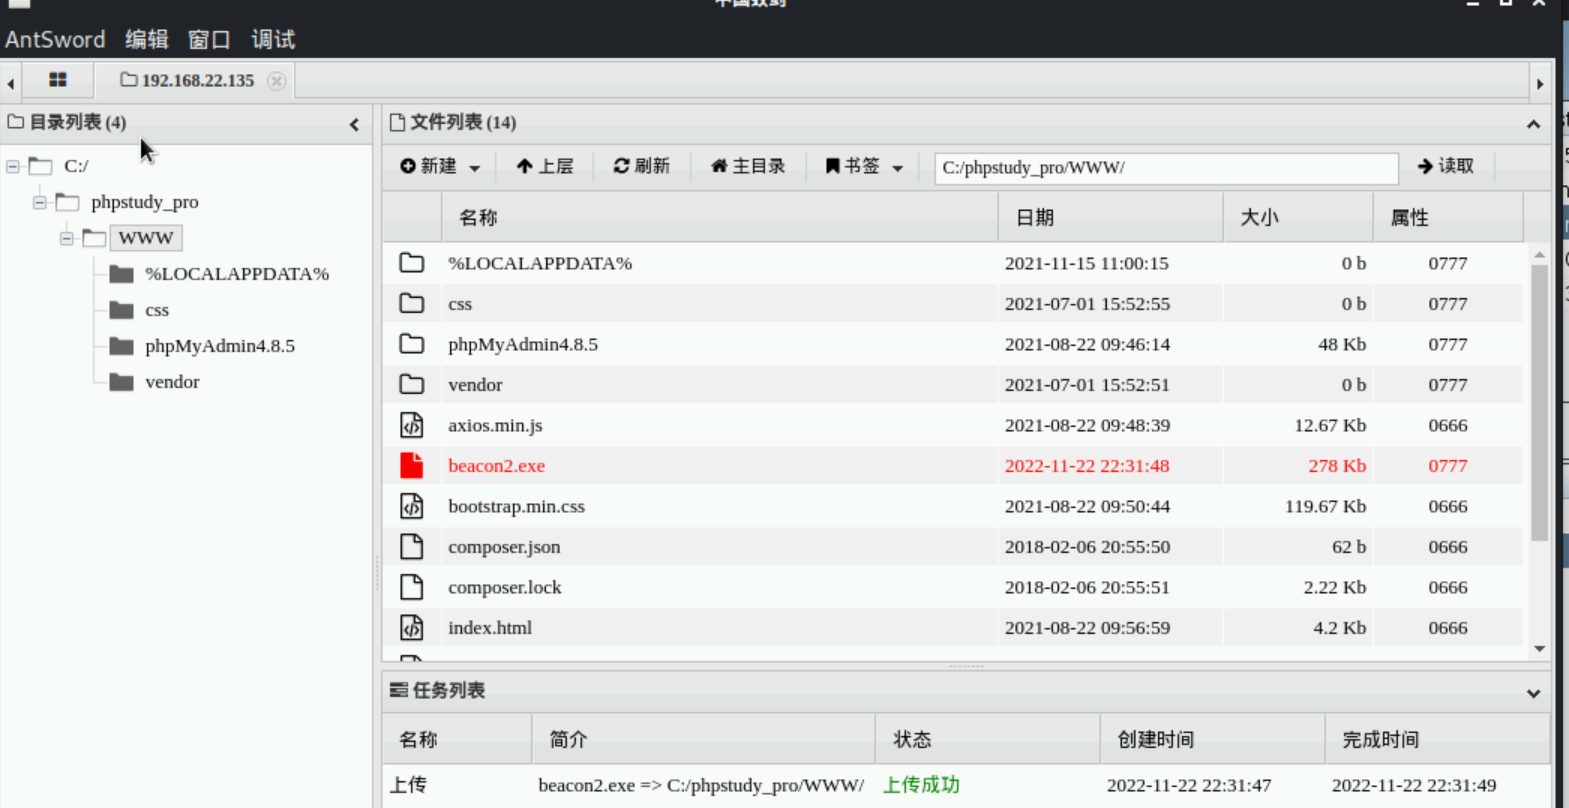 中国蚁剑
AntSword 编辑 窗口 调试
192.168.22.135
目录列表 (4)
C:/
phpstudy_pro
WWW
%LOCALAPPDATA%
css
phpMyAdmin4.8.5
vendor
文件列表 (14)
新建 上层 刷新 主目录 书签 C:/phpstudy_pro/WWW/ 读取
名称 日期 大小 属性
%LOCALAPPDATA% 2021-11-15 11:00:15 0 b 0777
css 2021-07-01 15:52:55 0 b 0777
phpMyAdmin4.8.5 2021-08-22 09:46:14 48 Kb 0777
vendor 2021-07-01 15:52:51 0 b 0777
axios.min.js 2021-08-22 09:48:39 12.67 Kb 0666
beacon2.exe 2022-11-22 22:31:48 278 Kb 0777
bootstrap.min.css 2021-08-22 09:50:44 119.67 Kb 0666
composer.json 2018-02-06 20:55:50 62 b 0666
composer.lock 2018-02-06 20:55:51 2.22 Kb 0666
index.html 2021-08-22 09:56:59 4.2 Kb 0666
任务列表
名称 简介 状态 创建时间 完成时间
上传 beacon2.exe => C:/phpstudy_pro/WWW/ 上传成功 2022-11-22 22:31:47 2022-11-22 22:31:49